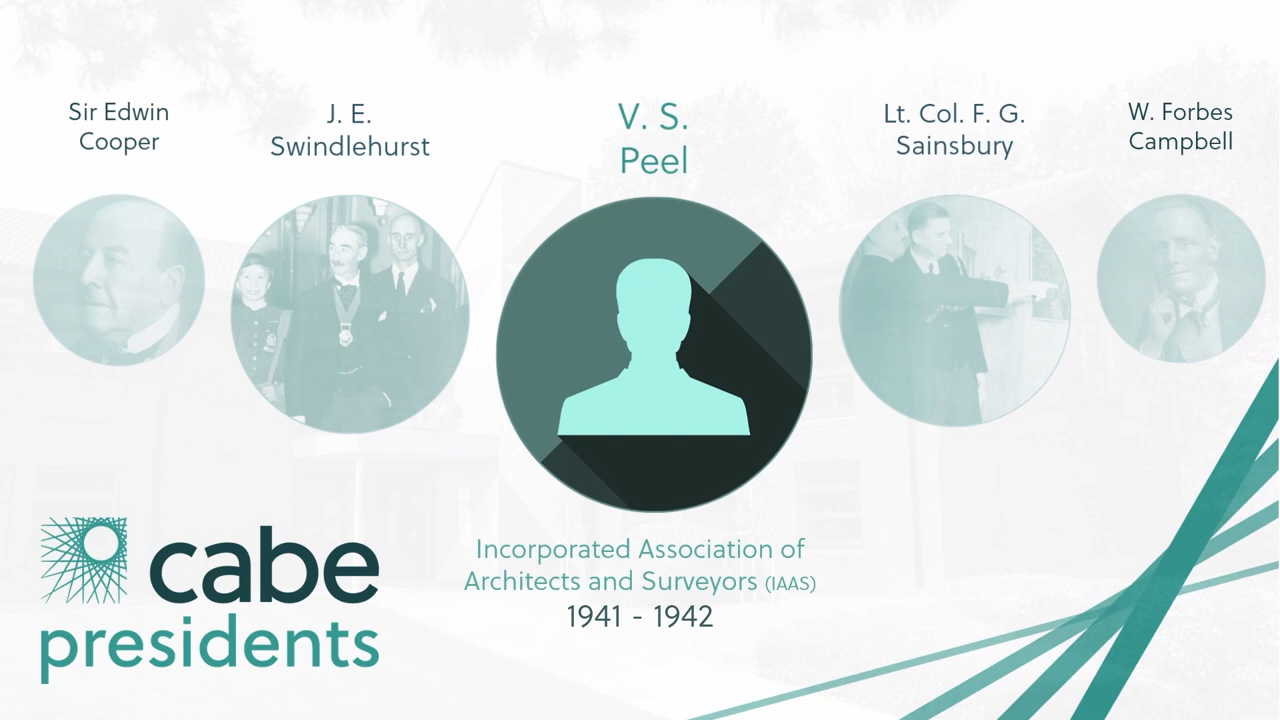 Sir Edwin
Cooper
J. E.
Swindlehurst
V. S.
Peel
Lt. Col. F. G.
Sainsbury
W. Forbes
Campbell
Incorporated Association of
Architects and Surveyors (IAAS)
1941 - 1942
cabe
presidents